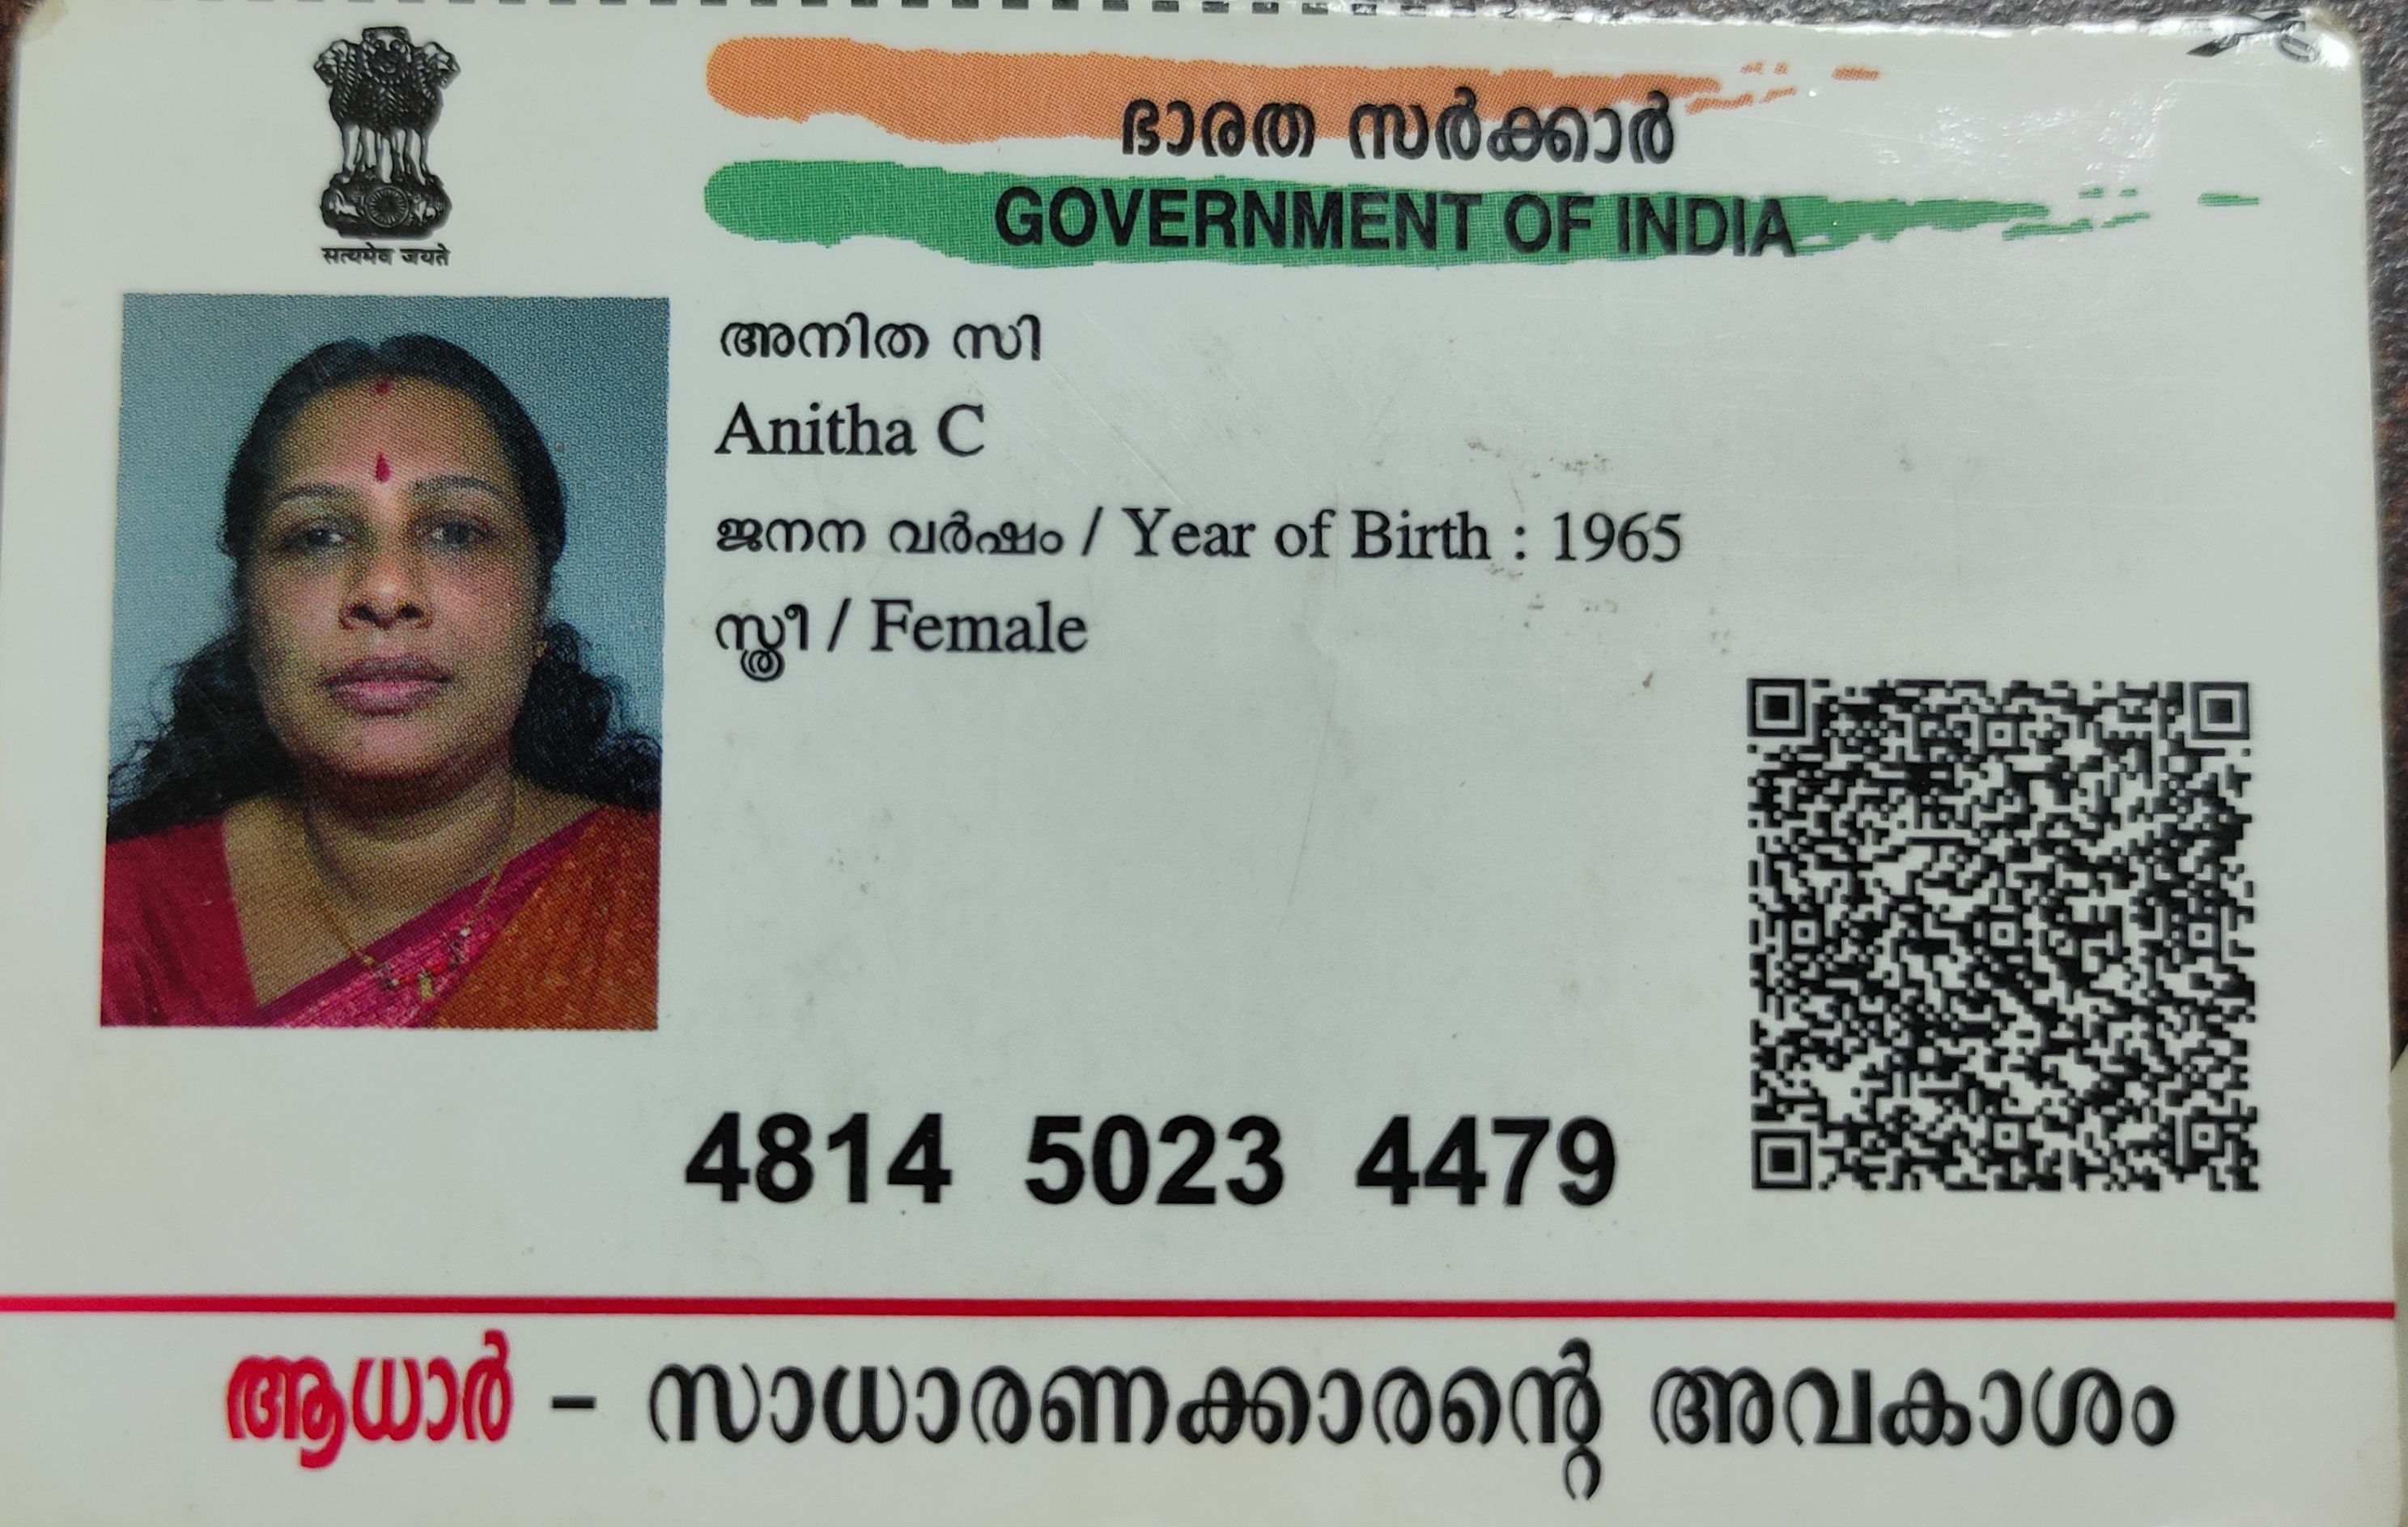 भारत സർക്കാർ
GOVERNMENT OF INDIA
सत्यमेव जयते
അനിത സി
Anitha C
ജനന വർഷം / Year of Birth : 1965
സ്ത്രീ / Female
4814 5023 4479
ആധാർ – സാധാരണക്കാരന്റെ അവകാശം